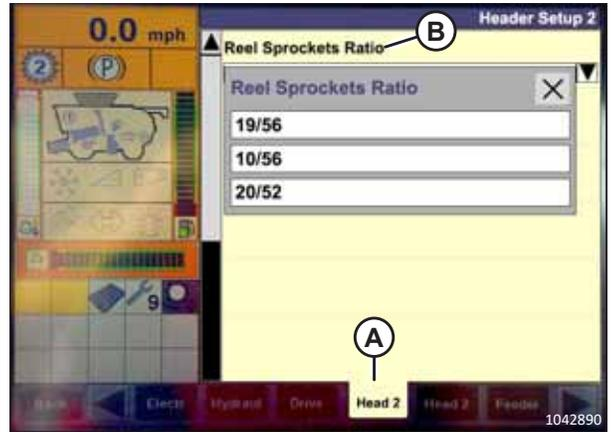 0.0 mph
Header Setup 2
B
Reel Sprockets Ratio
2
P
Reel Sprockets Ratio
19/56
10/56
20/52
9
A
Back
Electr
Hydraul
Drive
Head 2
Head 2
Feeder
1042890